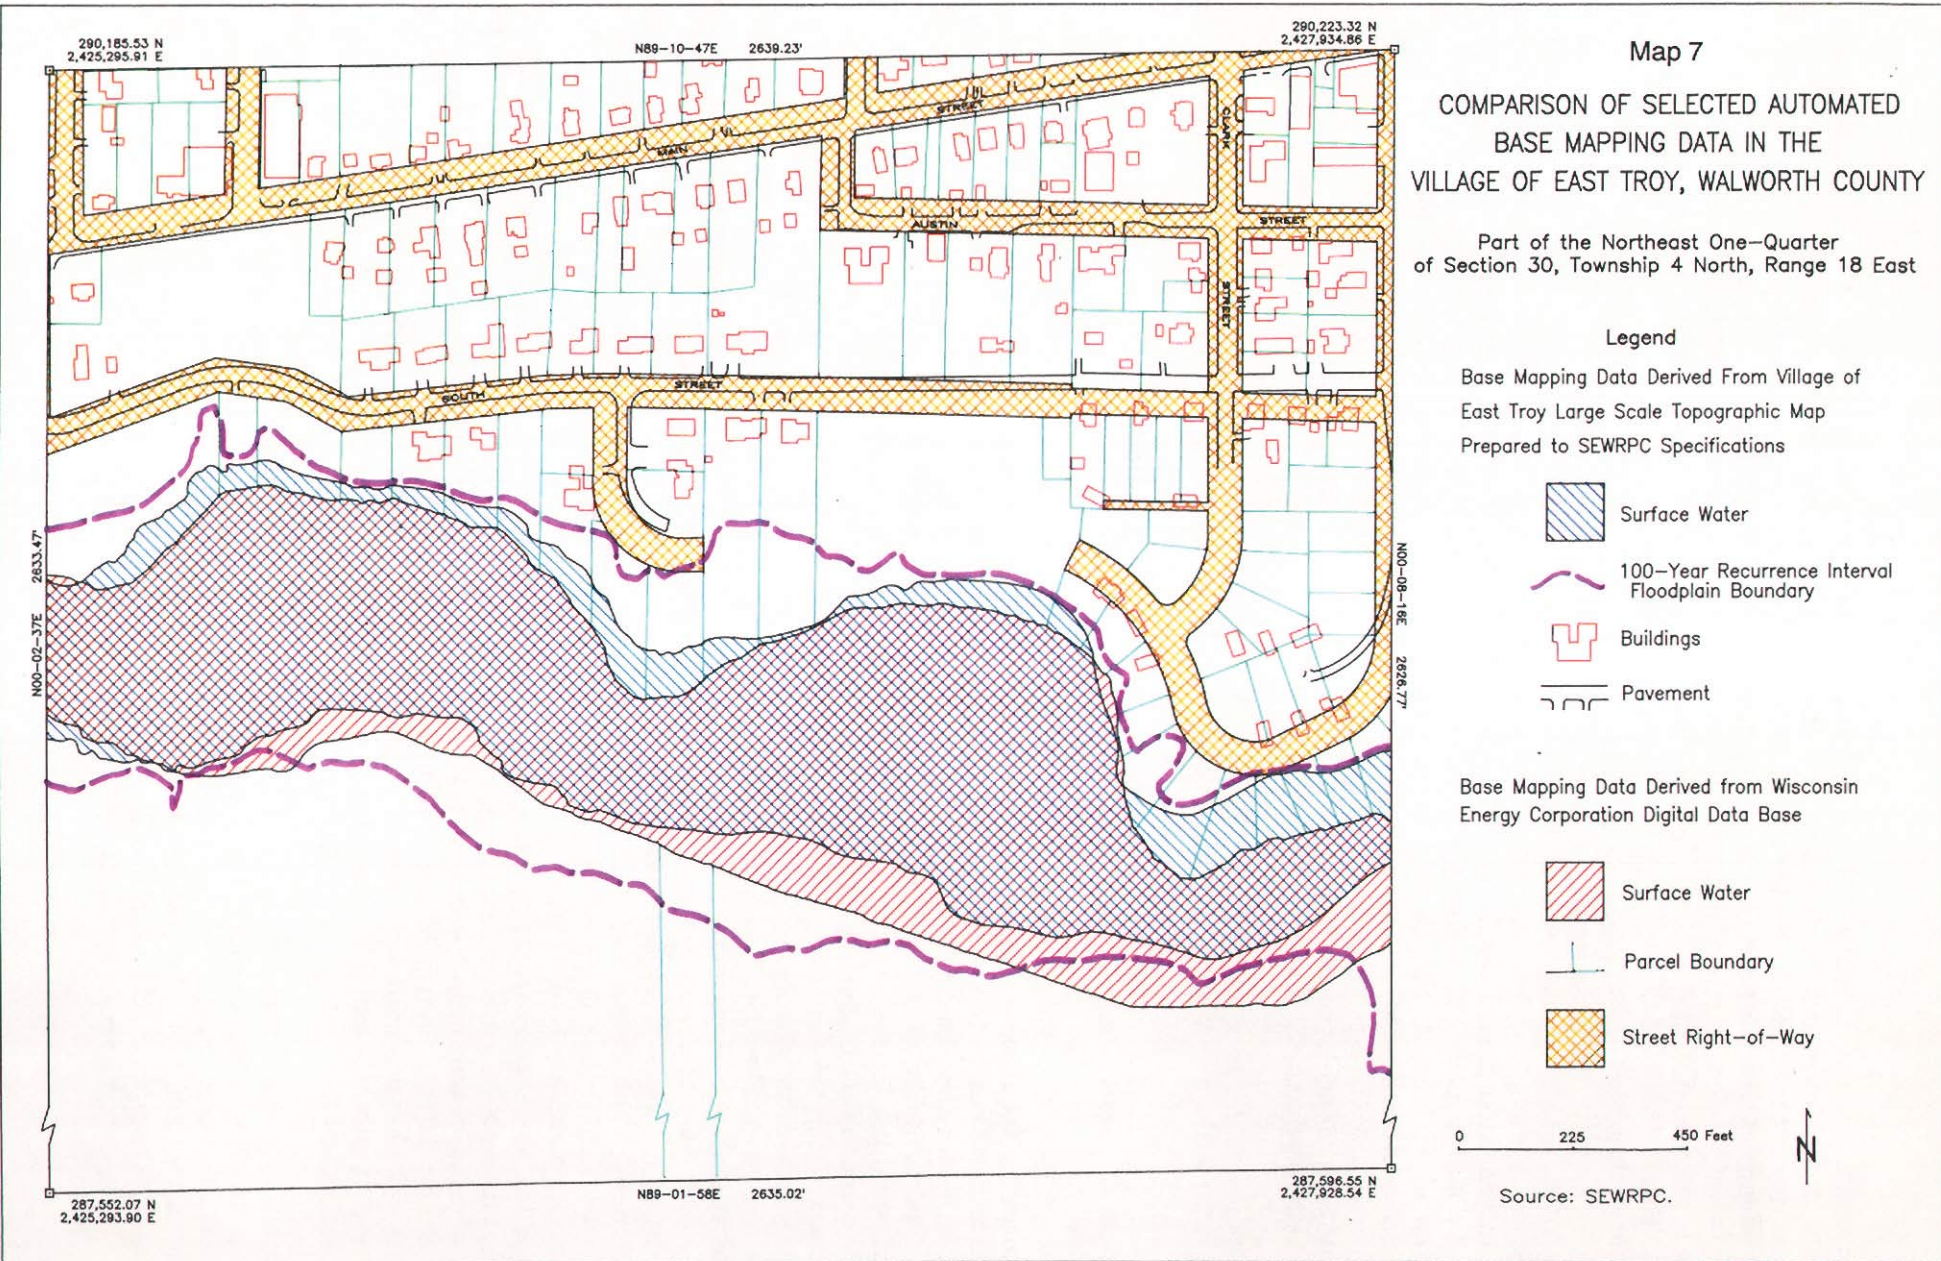 290,185.53 N
2,425,295.91 E
N89-10-47E 2639.23'
290,223.32 N
2,427,934.86 E
STREET
MAIN
CLARK
AUSTIN
STREET
STREET
SOUTH
STREET
2633.47'
N00-02-37E
N00-08-16E
2626.77'
287,552.07 N
2,425,293.90 E
N89-01-58E 2635.02'
287,596.55 N
2,427,928.54 E
Map 7
COMPARISON OF SELECTED AUTOMATED
BASE MAPPING DATA IN THE
VILLAGE OF EAST TROY, WALWORTH COUNTY
Part of the Northeast One-Quarter
of Section 30, Township 4 North, Range 18 East
Legend
Base Mapping Data Derived From Village of
East Troy Large Scale Topographic Map
Prepared to SEWRPC Specifications
Surface Water
100-Year Recurrence Interval
Floodplain Boundary
Buildings
Pavement
Base Mapping Data Derived from Wisconsin
Energy Corporation Digital Data Base
Surface Water
Parcel Boundary
Street Right-of-Way
0 225 450 Feet
N
Source: SEWRPC.